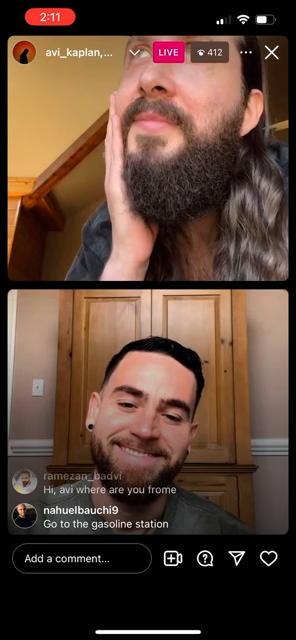 2:11
avi_kaplan,...
LIVE
412
ramezan_badvi
Hi, avi where are you frome
nahuelbauchi9
Go to the gasoline station
Add a comment...